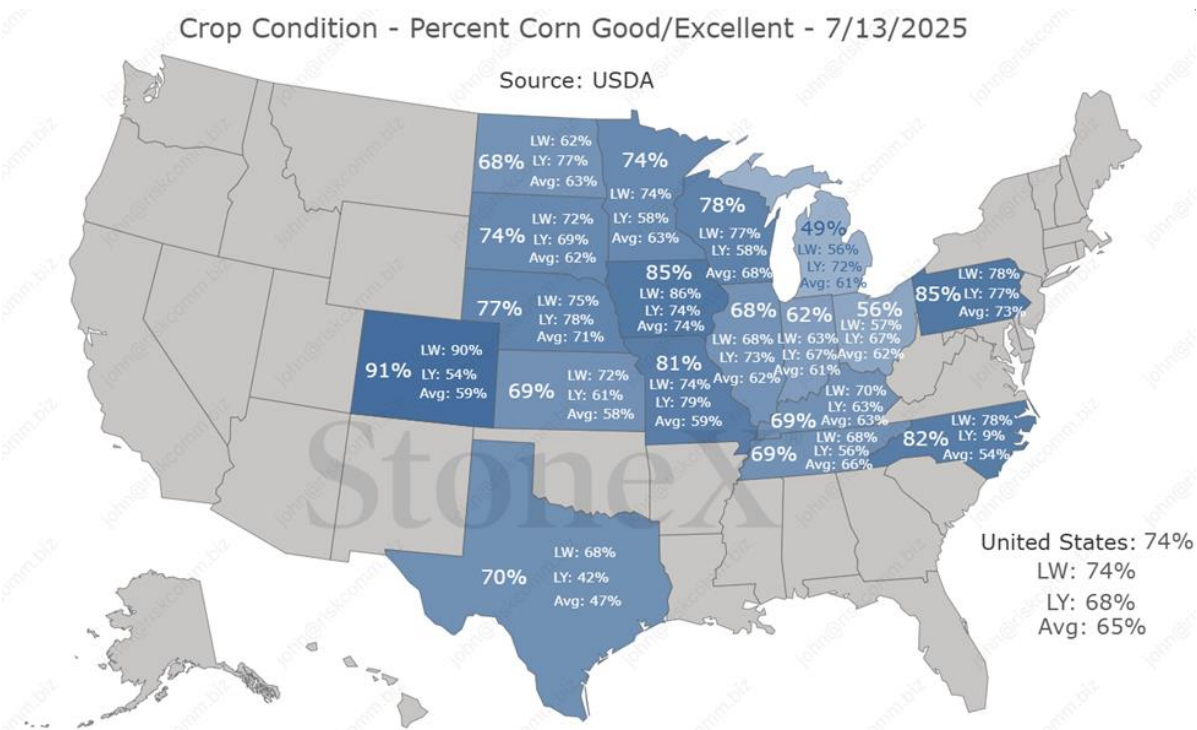 Crop Condition - Percent Corn Good/Excellent - 7/13/2025
Source: USDA
68%
LW: 62%
LY: 77%
Avg: 63%
74%
LW: 74%
LY: 58%
Avg: 63%
78%
LW: 77%
LY: 58%
Avg: 68%
49%
LW: 56%
LY: 72%
Avg: 61%
74%
LW: 72%
LY: 69%
Avg: 62%
85%
LW: 86%
LY: 74%
Avg: 74%
85%
LW: 78%
LY: 77%
Avg: 73%
77%
LW: 75%
LY: 78%
Avg: 71%
68%
LW: 68%
LY: 73%
Avg: 62%
62%
LW: 63%
LY: 67%
Avg: 61%
56%
LW: 57%
LY: 67%
Avg: 62%
91%
LW: 90%
LY: 54%
Avg: 59%
69%
LW: 72%
LY: 61%
Avg: 58%
81%
LW: 74%
LY: 79%
Avg: 59%
69%
LW: 70%
LY: 63%
Avg: 63%
69%
LW: 68%
LY: 56%
Avg: 66%
82%
LW: 78%
LY: 9%
Avg: 54%
StoneX
70%
LW: 68%
LY: 42%
Avg: 47%
United States: 74%
LW: 74%
LY: 68%
Avg: 65%
john@riskcomm.biz